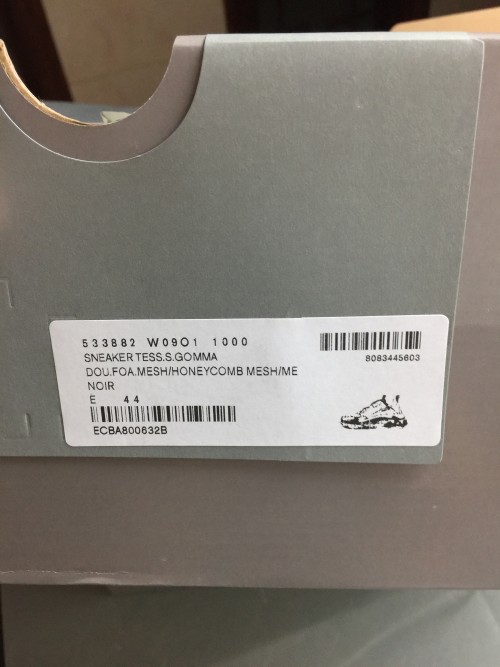 533882 W09O1 1000
8083445603
SNEAKER TESS.S.GOMMA
DOU.FOA.MESH/HONEYCOMB MESH/ME
NOIR
E 44
ECBA800632B